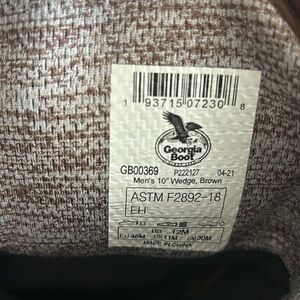 1 93715 07230 8
Georgia
Boot
GB00369 P222127 04-21
Men's 10" Wedge, Brown
ASTM F2892-18
EH
US 12M
MADE IN CHINA